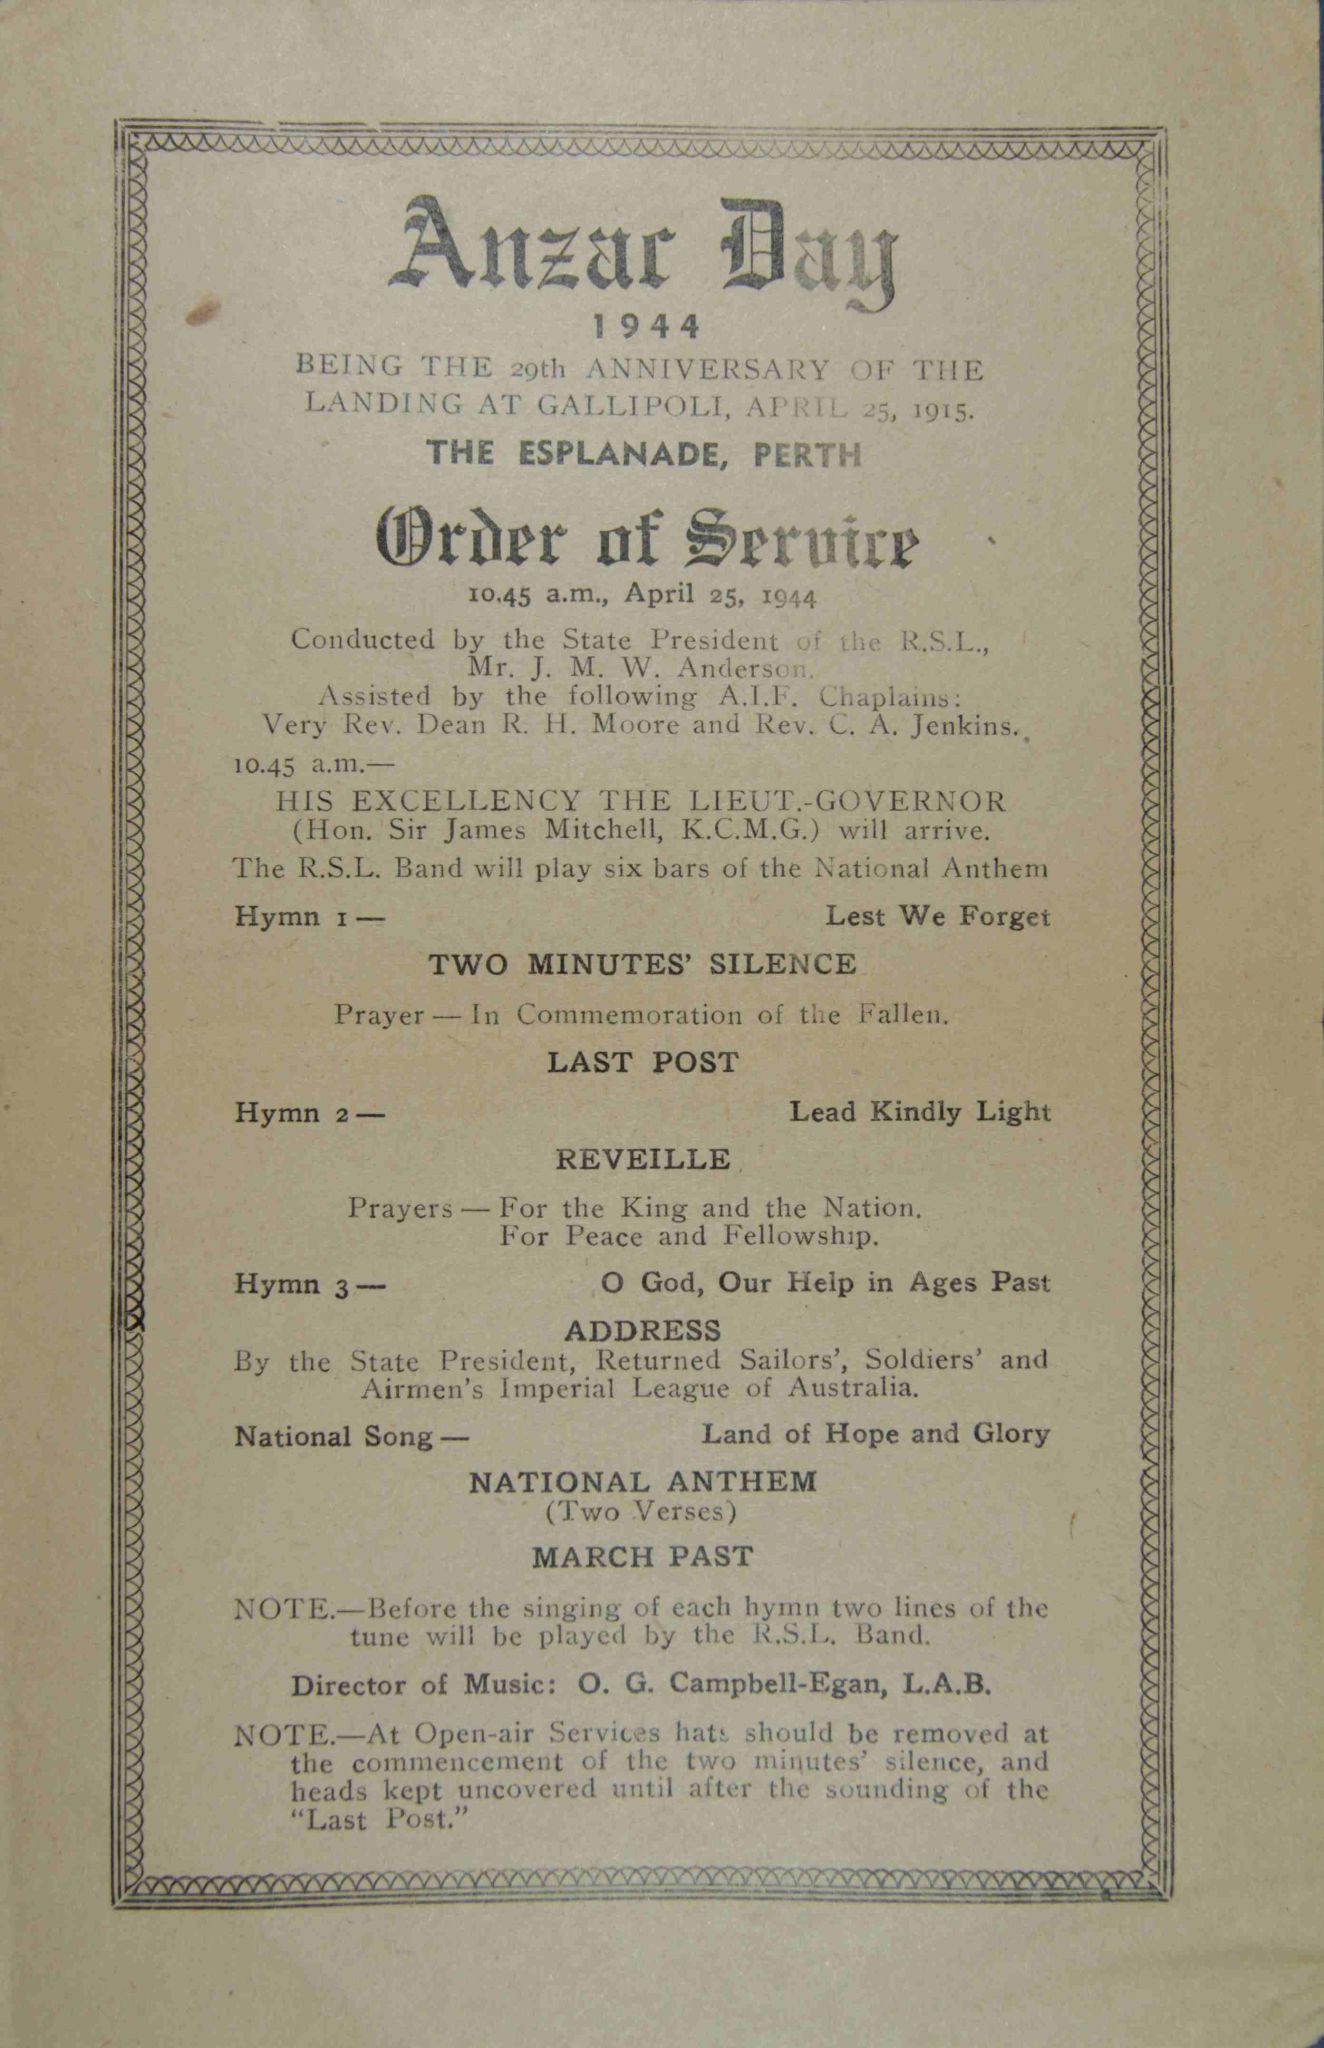 Anzac Day
1944
BEING THE 29th ANNIVERSARY OF THE
LANDING AT GALLIPOLI, APRIL 25, 1915.
THE ESPLANADE, PERTH
Order of Service
10.45 a.m., April 25, 1944
Conducted by the State President of the R.S.L.,
Mr. J. M. W. Anderson.
Assisted by the following A.I.F. Chaplains:
Very Rev. Dean R. H. Moore and Rev. C. A. Jenkins.
10.45 a.m.—
HIS EXCELLENCY THE LIEUT.-GOVERNOR
(Hon. Sir James Mitchell, K.C.M.G.) will arrive.
The R.S.L. Band will play six bars of the National Anthem
Hymn 1— Lest We Forget
TWO MINUTES' SILENCE
Prayer — In Commemoration of the Fallen.
LAST POST
Hymn 2— Lead Kindly Light
REVEILLE
Prayers — For the King and the Nation.
For Peace and Fellowship.
Hymn 3— O God, Our Help in Ages Past
ADDRESS
By the State President, Returned Sailors', Soldiers' and
Airmen's Imperial League of Australia.
National Song— Land of Hope and Glory
NATIONAL ANTHEM
(Two Verses)
MARCH PAST
NOTE.—Before the singing of each hymn two lines of the
tune will be played by the R.S.L. Band.
Director of Music: O. G. Campbell-Egan, L.A.B.
NOTE.—At Open-air Services hats should be removed at
the commencement of the two minutes' silence, and
heads kept uncovered until after the sounding of the
"Last Post."